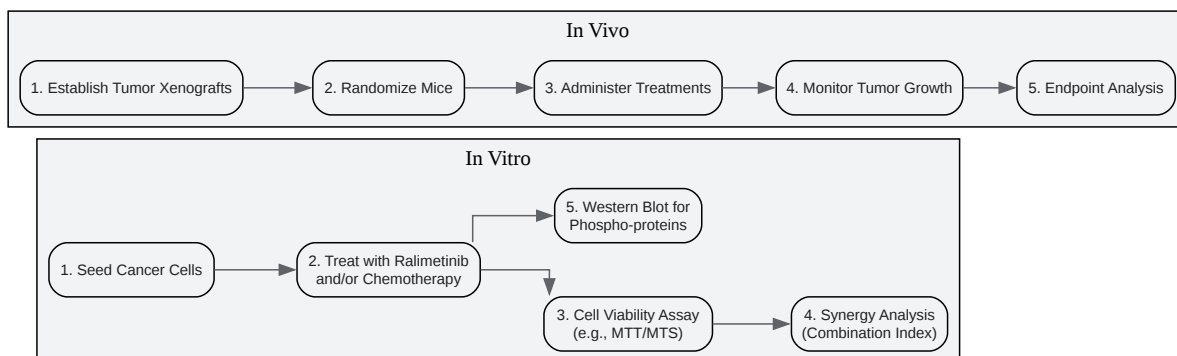 In Vivo
1. Establish Tumor Xenografts
2. Randomize Mice
3. Administer Treatments
4. Monitor Tumor Growth
5. Endpoint Analysis
In Vitro
1. Seed Cancer Cells
2. Treat with Ralimetinib
and/or Chemotherapy
5. Western Blot for
Phospho-proteins
3. Cell Viability Assay
(e.g., MTT/MTS)
4. Synergy Analysis
(Combination Index)